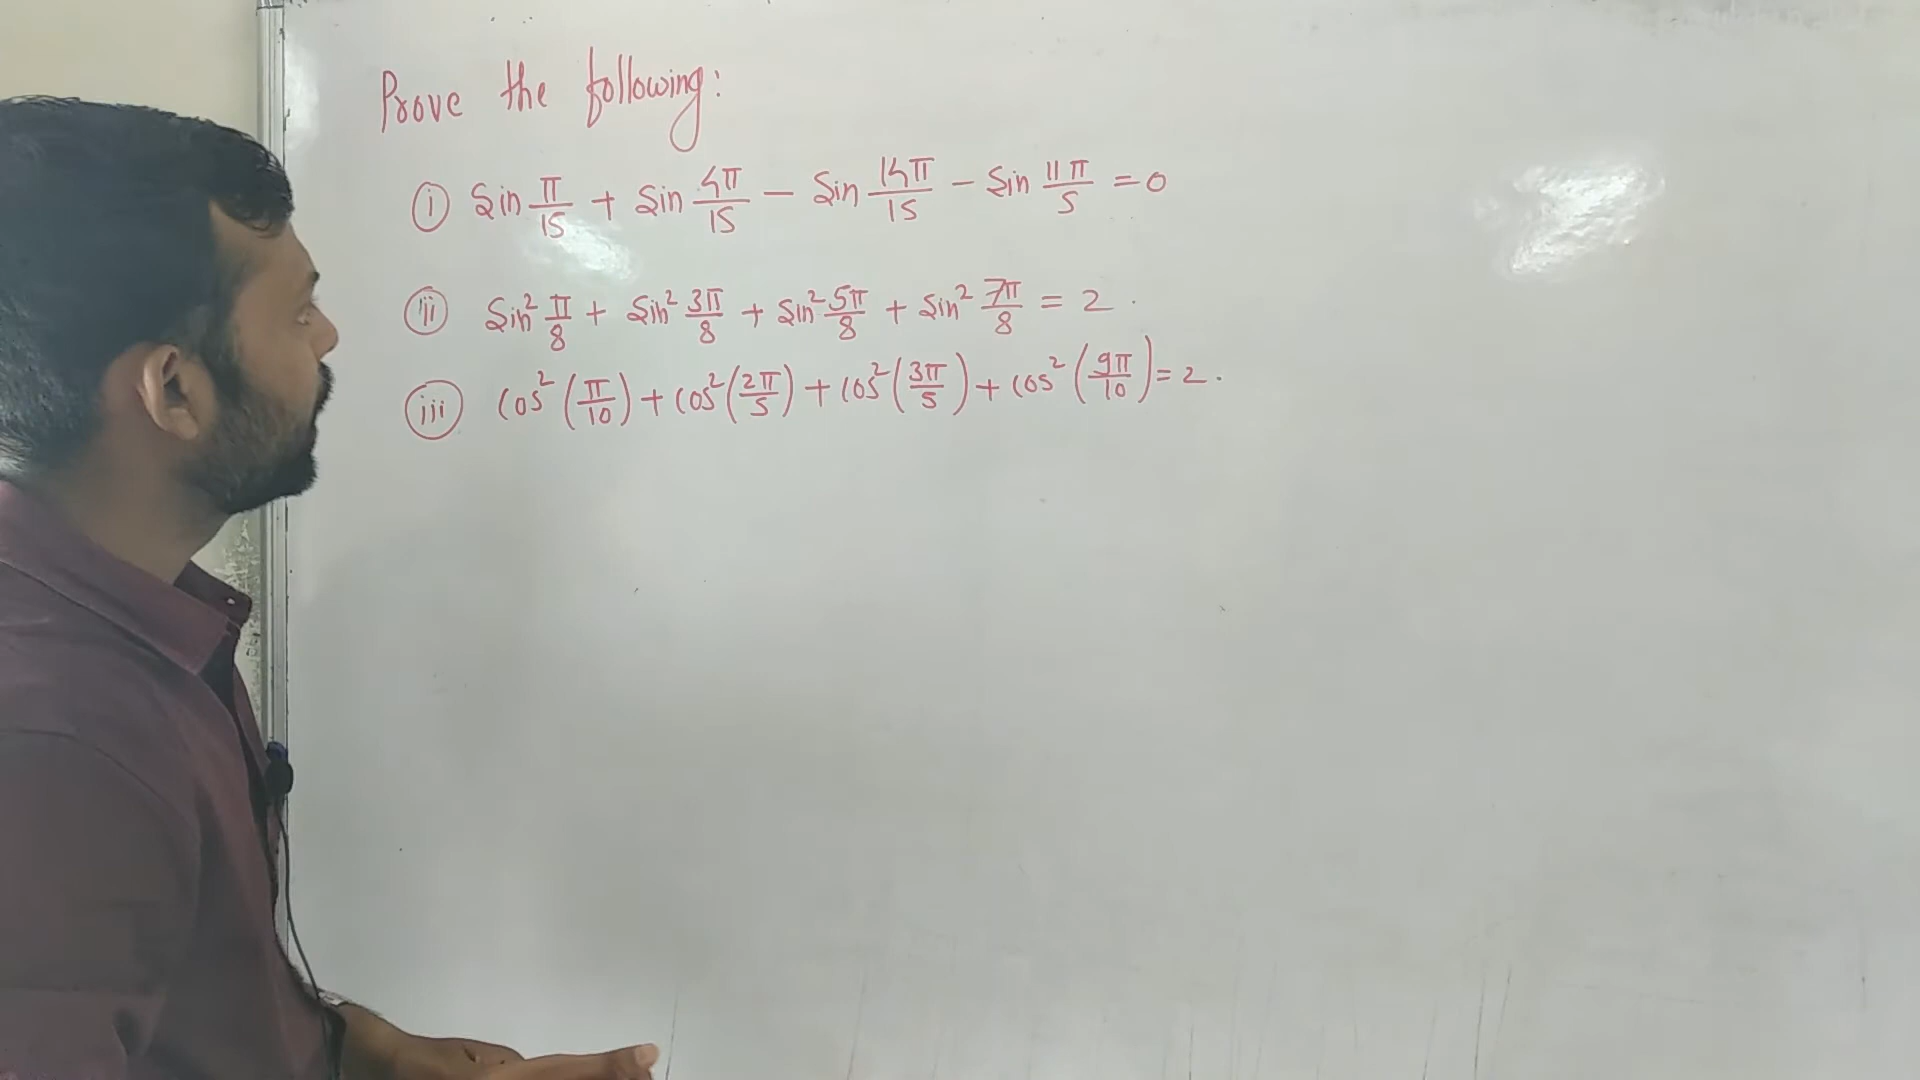 Prove the following:
(i) Sin π/15 + Sin 4π/15 − Sin 14π/15 − Sin 11π/5 = 0
(ii) Sin² π/8 + Sin² 3π/8 + Sin² 5π/8 + Sin² 7π/8 = 2.
(iii) Cos² (π/10) + Cos² (2π/5) + Cos² (3π/5) + Cos² (9π/10) = 2.